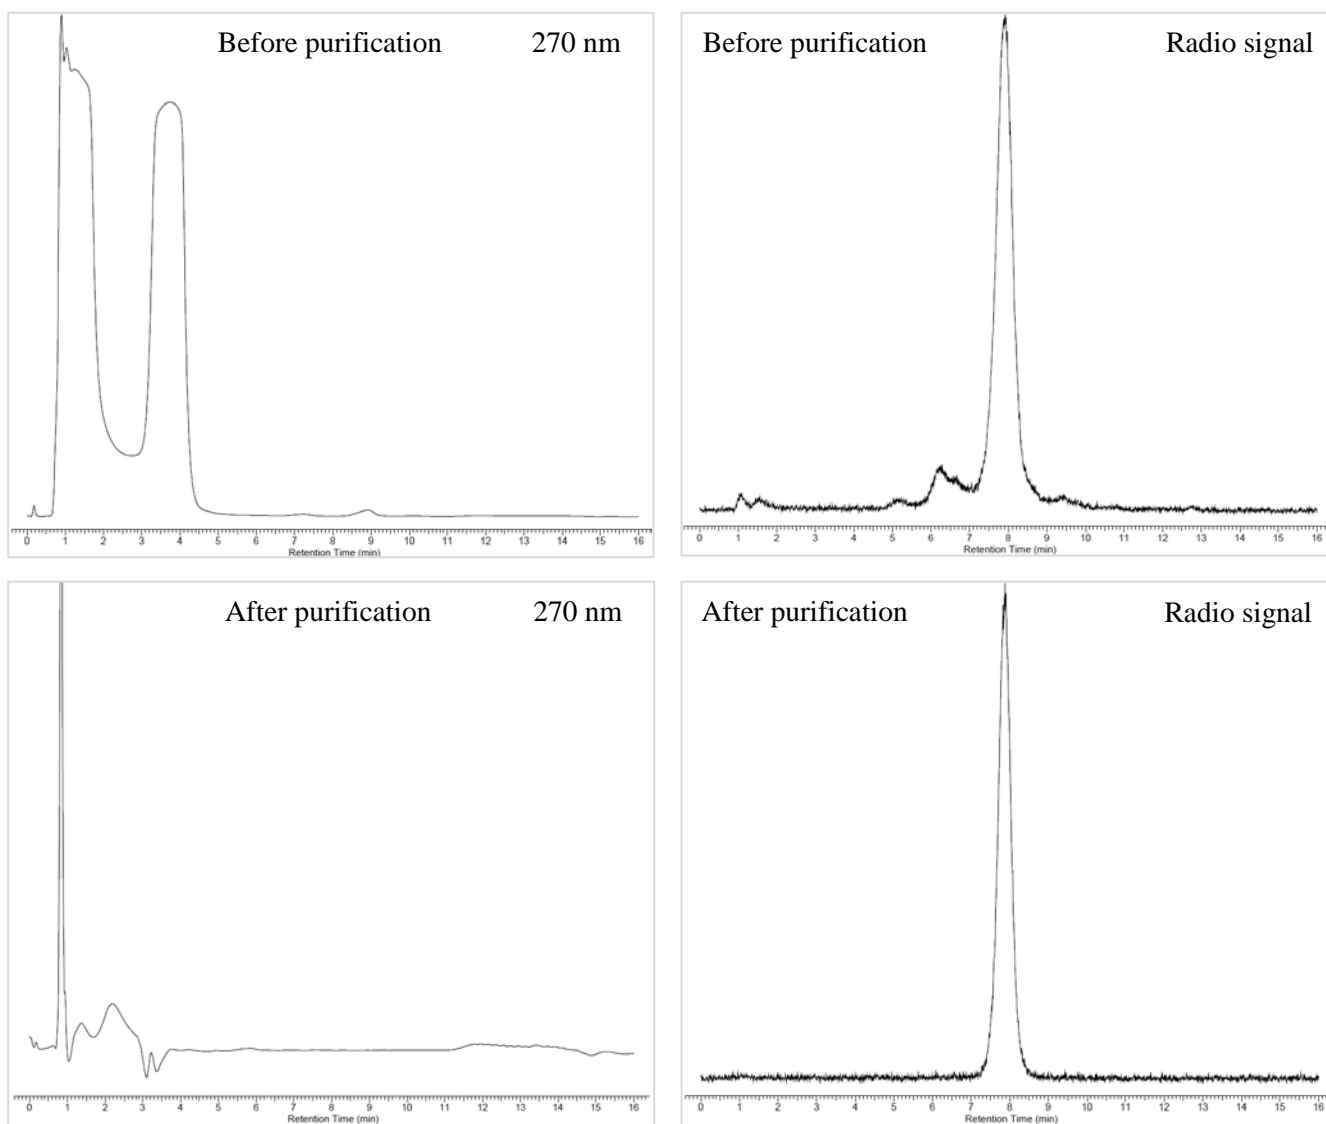 Before purification 270 nm
0 1 2 3 4 5 6 7 8 9 10 11 12 13 14 15 16
Retention Time (min)
Before purification Radio signal
0 1 2 3 4 5 6 7 8 9 10 11 12 13 14 15 16
Retention Time (min)
After purification 270 nm
0 1 2 3 4 5 6 7 8 9 10 11 12 13 14 15 16
Retention Time (min)
After purification Radio signal
0 1 2 3 4 5 6 7 8 9 10 11 12 13 14 15 16
Retention Time (min)